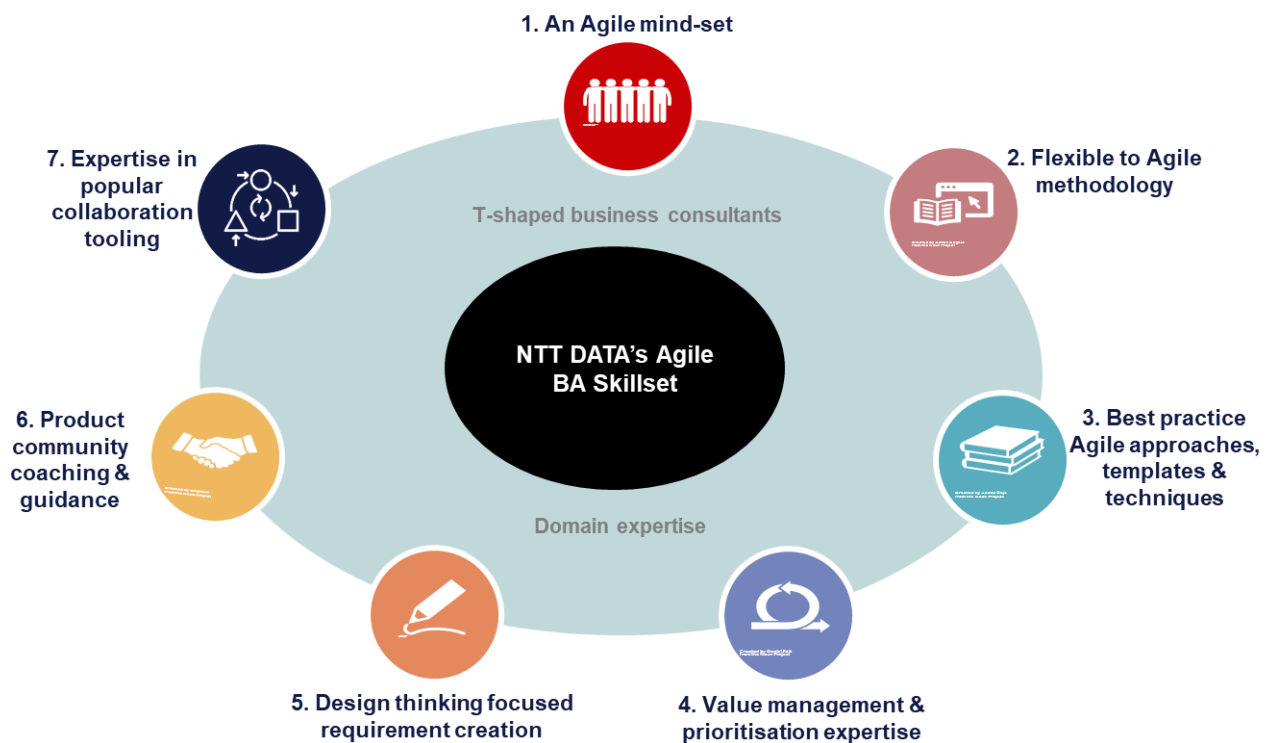 1. An Agile mind-set
2. Flexible to Agile
methodology
3. Best practice
Agile approaches,
templates &
techniques
4. Value management &
prioritisation expertise
5. Design thinking focused
requirement creation
6. Product
community
coaching &
guidance
7. Expertise in
popular
collaboration
tooling
T-shaped business consultants
NTT DATA's Agile
BA Skillset
Domain expertise